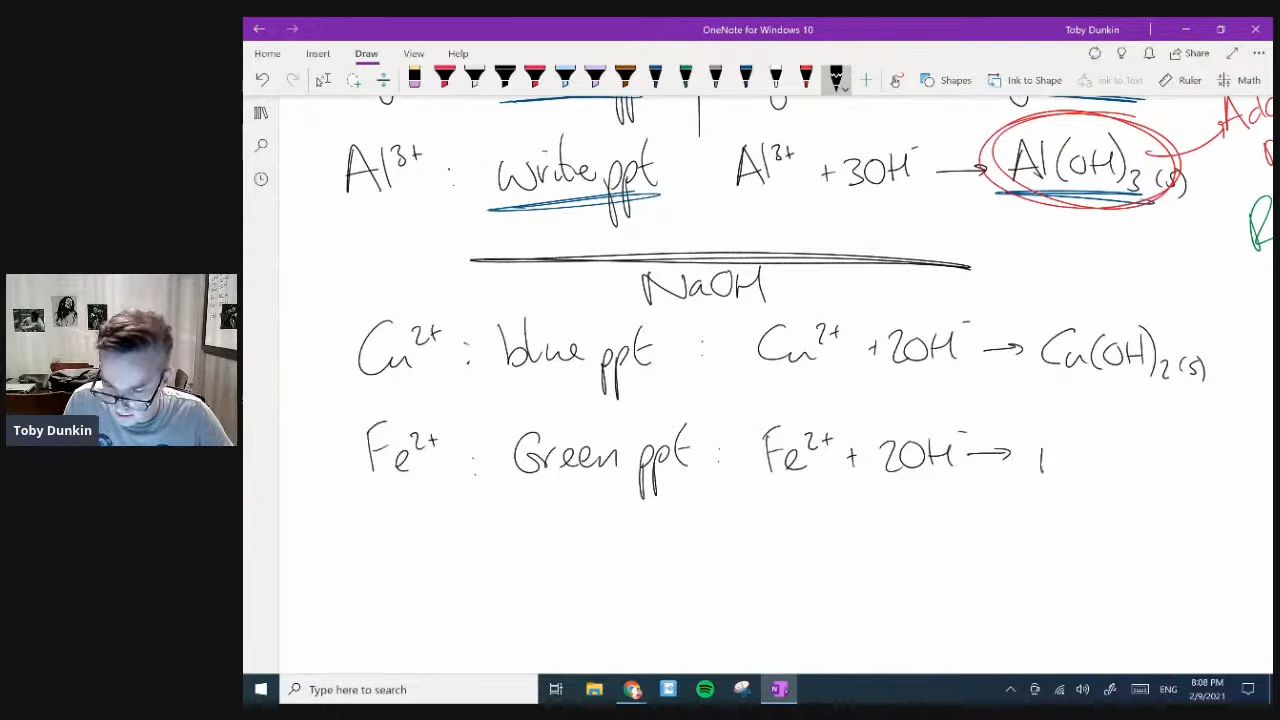 OneNote for Windows 10
Toby Dunkin
Home Insert Draw View Help
Share
Shapes Ink to Shape Ink to Text Ruler Math
Al³⁺ : write ppt Al³⁺ + 3OH⁻ → Al(OH)₃ (s)
NaOH
Cu²⁺ : blue ppt : Cu²⁺ + 2OH⁻ → Cu(OH)₂ (s)
Fe²⁺ : Green ppt : Fe²⁺ + 2OH⁻ →
Toby Dunkin
Type here to search
ENG
8:08 PM
2/9/2021